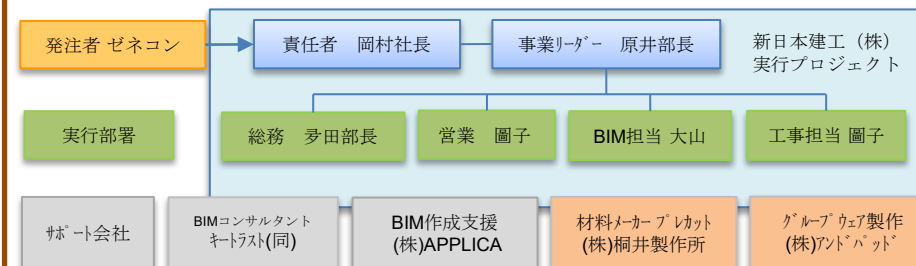 発注者 ゼネコン
責任者　岡村社長
事業ﾘｰﾀﾞｰ　原井部長
新日本建工（株）
実行プロジェクト
実行部署
総務　夛田部長
営業　圖子
BIM担当 大山
工事担当 圖子
ｻﾎﾟｰﾄ会社
BIMコンサルタント
ｷｰﾄﾗｽﾄ(同)
BIM作成支援
(株)APPLICA
材料ﾒｰｶｰ ﾌﾟﾚｶｯﾄ
(株)桐井製作所
ｸﾞﾙｰﾌﾟｳｪｱ製作
(株)ｱﾝﾄﾞﾊﾟｯﾄﾞ